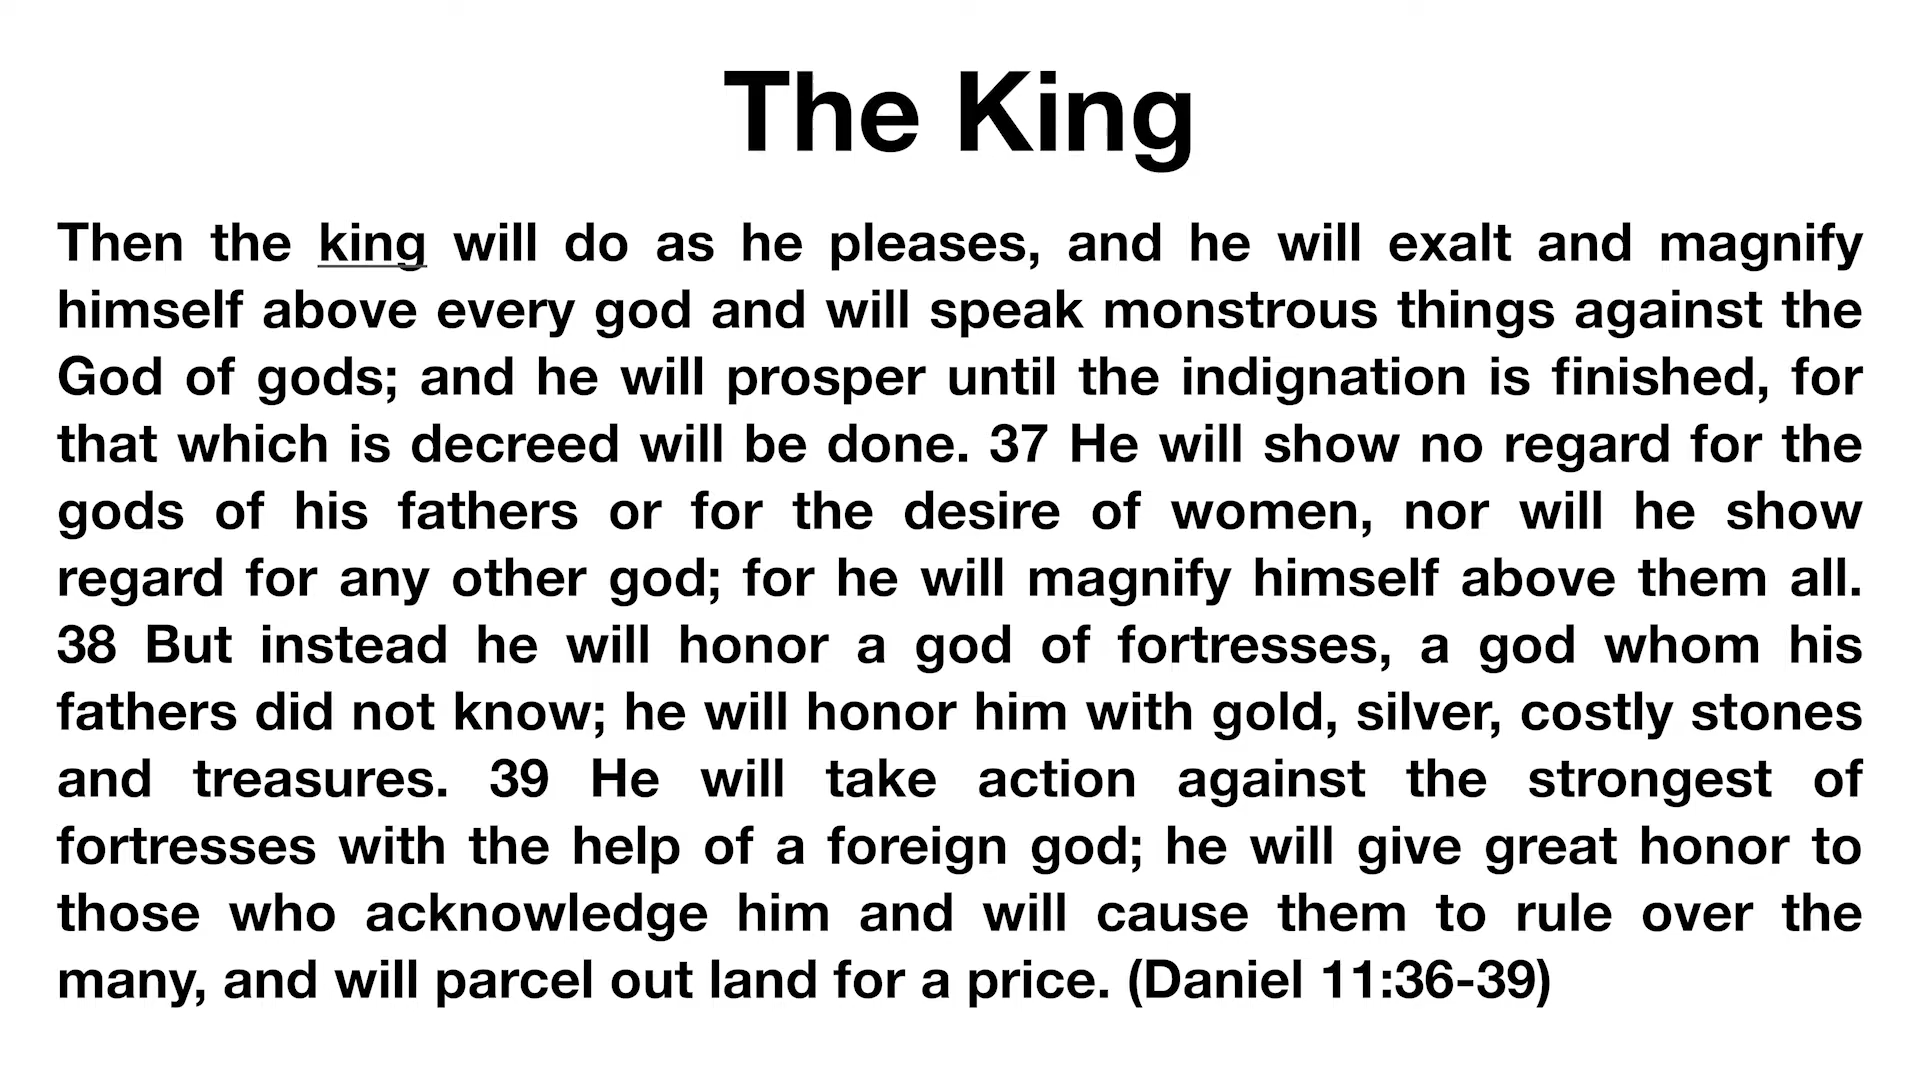 The King
Then the king will do as he pleases, and he will exalt and magnify
himself above every god and will speak monstrous things against the
God of gods; and he will prosper until the indignation is finished, for
that which is decreed will be done. 37 He will show no regard for the
gods of his fathers or for the desire of women, nor will he show
regard for any other god; for he will magnify himself above them all.
38 But instead he will honor a god of fortresses, a god whom his
fathers did not know; he will honor him with gold, silver, costly stones
and treasures. 39 He will take action against the strongest of
fortresses with the help of a foreign god; he will give great honor to
those who acknowledge him and will cause them to rule over the
many, and will parcel out land for a price. (Daniel 11:36-39)